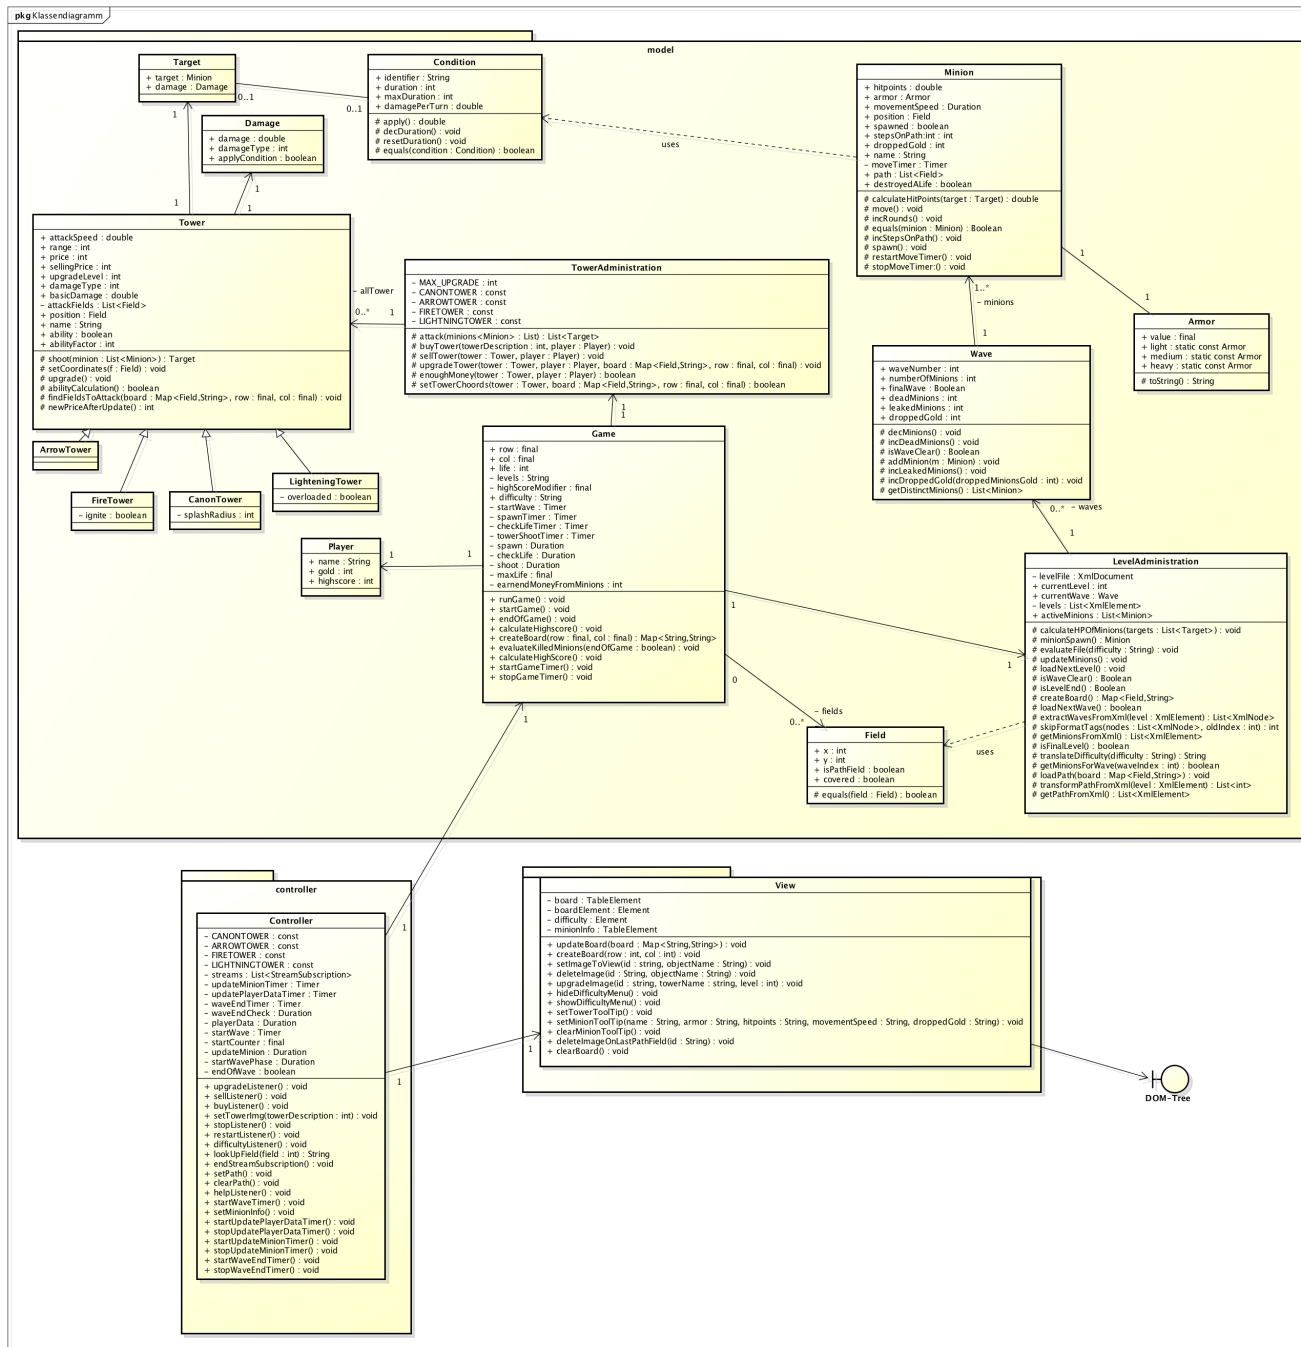 pkg Klassendiagramm
model
Target
+ target : Minion
+ damage : Damage
0..1
1
1
Condition
+ identifier : String
+ duration : int
+ maxDuration : int
+ damagePerTurn : double
# apply() : double
# decDuration() : void
# resetDuration() : void
# equals(condition : Condition) : boolean
0..1
uses
Damage
+ damage : double
+ damageType : int
+ applyCondition : boolean
1
1
Minion
+ hitpoints : double
+ armor : Armor
+ movementSpeed : Duration
+ position : Field
+ spawned : boolean
+ stepsOnPath:int : int
+ droppedGold : int
+ name : String
– moveTimer : Timer
+ path : List<Field>
+ destroyedALife : boolean
# calculateHitPoints(target : Target) : double
# move() : void
# incRounds() : void
# equals(minion : Minion) : Boolean
# incStepsOnPath() : void
# spawn() : void
# restartMoveTimer() : void
# stopMoveTimer:() : void
1
1
1..*
– minions
1
Tower
+ attackSpeed : double
+ range : int
+ price : int
+ sellingPrice : int
+ upgradeLevel : int
+ damageType : int
+ basicDamage : double
– attackFields : List<Field>
+ position : Field
+ name : String
+ ability : boolean
+ abilityFactor : int
# shoot(minion : List<Minion>) : Target
# setCoordinates(f : Field) : void
# upgrade() : void
# abilityCalculation() : boolean
# findFieldsToAttack(board : Map<Field,String>, row : final, col : final) : void
# newPriceAfterUpdate() : int
– allTower
0..*
1
TowerAdministration
– MAX_UPGRADE : int
– CANONTOWER : const
– ARROWTOWER : const
– FIRETOWER : const
– LIGHTNINGTOWER : const
# attack(minions<Minion> : List) : List<Target>
# buyTower(towerDescription : int, player : Player) : void
# sellTower(tower : Tower, player : Player) : void
# upgradeTower(tower : Tower, player : Player, board : Map<Field,String>, row : final, col : final) : void
# enoughMoney(tower : Tower, player : Player) : boolean
# setTowerChoords(tower : Tower, board : Map<Field,String>, row : final, col : final) : boolean
1
1
Armor
+ value : final
+ light : static const Armor
+ medium : static const Armor
+ heavy : static const Armor
# toString() : String
Wave
+ waveNumber : int
+ numberOfMinions : int
+ finalWave : Boolean
+ deadMinions : int
+ leakedMinions : int
+ droppedGold : int
# decMinions() : void
# incDeadMinions() : void
# isWaveClear() : Boolean
# addMinion(m : Minion) : void
# incLeakedMinions() : void
# incDroppedGold(droppedMinionsGold : int) : void
# getDistinctMinions() : List<Minion>
0..*
– waves
1
ArrowTower
FireTower
– ignite : boolean
CanonTower
– splashRadius : int
LighteningTower
– overloaded : boolean
Player
+ name : String
+ gold : int
+ highscore : int
1
1
Game
+ row : final
+ col : final
+ life : int
– levels : String
– highScoreModifier : final
+ difficulty : String
– startWave : Timer
– spawnTimer : Timer
– checkLifeTimer : Timer
– towerShootTimer : Timer
– spawn : Duration
– checkLife : Duration
– shoot : Duration
– maxLife : final
– earnendMoneyFromMinions : int
+ runGame() : void
+ startGame() : void
+ endOfGame() : void
+ calculateHighscore() : void
+ createBoard(row : final, col : final) : Map<String,String>
+ evaluateKilledMinions(endOfGame : boolean) : void
+ calculateHighScore() : void
+ startGameTimer() : void
+ stopGameTimer() : void
1
1
0
– fields
0..*
1
LevelAdministration
– levelFile : XmlDocument
+ currentLevel : int
+ currentWave : Wave
– levels : List<XmlElement>
+ activeMinions : List<Minion>
# calculateHPOfMinions(targets : List<Target>) : void
# minionSpawn() : Minion
# evaluateFile(difficulty : String) : void
# updateMinions() : void
# loadNextLevel() : void
# isWaveClear() : Boolean
# isLevelEnd() : Boolean
# createBoard() : Map<Field,String>
# loadNextWave() : boolean
# extractWavesFromXml(level : XmlElement) : List<XmlNode>
# skipFormatTags(nodes : List<XmlNode>, oldIndex : int) : int
# getMinionsFromXml() : List<XmlElement>
# isFinalLevel() : boolean
# translateDifficulty(difficulty : String) : String
# getMinionsForWave(waveIndex : int) : boolean
# loadPath(board : Map<Field,String>) : void
# transformPathFromXml(level : XmlElement) : List<int>
# getPathFromXml() : List<XmlElement>
Field
+ x : int
+ y : int
+ isPathField : boolean
+ covered : boolean
# equals(field : Field) : boolean
uses
controller
Controller
– CANONTOWER : const
– ARROWTOWER : const
– FIRETOWER : const
– LIGHTNINGTOWER : const
– streams : List<StreamSubscription>
– updateMinionTimer : Timer
– updatePlayerDataTimer : Timer
– waveEndTimer : Timer
– waveEndCheck : Duration
– playerData : Duration
– startWave : Timer
– startCounter : final
– updateMinion : Duration
– startWavePhase : Duration
– endOfWave : boolean
+ upgradeListener() : void
+ sellListener() : void
+ buyListener() : void
+ setTowerImg(towerDescription : int) : void
+ stopListener() : void
+ restartListener() : void
+ difficultyListener() : void
+ lookUpField(field : int) : String
+ endStreamSubscription() : void
+ setPath() : void
+ clearPath() : void
+ helpListener() : void
+ startWaveTimer() : void
+ setMinionInfo() : void
+ startUpdatePlayerDataTimer() : void
+ stopUpdatePlayerDataTimer() : void
+ startUpdateMinionTimer() : void
+ stopUpdateMinionTimer() : void
+ startWaveEndTimer() : void
+ stopWaveEndTimer() : void
1
1
1
View
– board : TableElement
– boardElement : Element
– difficulty : Element
– minionInfo : TableElement
+ updateBoard(board : Map<String,String>) : void
+ createBoard(row : int, col : int) : void
+ setImageToView(id : string, objectName : String) : void
+ deleteImage(id : String, objectName : String) : void
+ upgradeImage(id : string, towerName : string, level : int) : void
+ hideDifficultyMenu() : void
+ showDifficultyMenu() : void
+ setTowerToolTip() : void
+ setMinionToolTip(name : String, armor : String, hitpoints : String, movementSpeed : String, droppedGold : String) : void
+ clearMinionToolTip() : void
+ deleteImageOnLastPathField(id : String) : void
+ clearBoard() : void
DOM-Tree